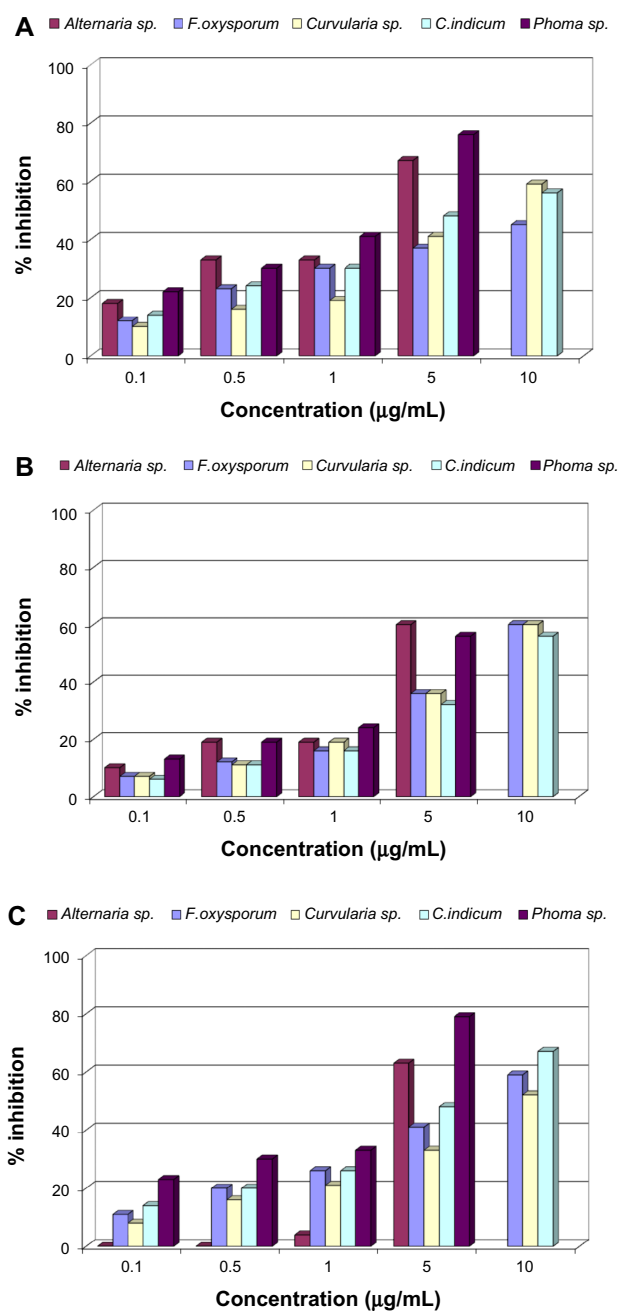 A
Alternaria sp. F.oxysporum Curvularia sp. C.indicum Phoma sp.
100
80
60
40
20
0
% inhibition
0.1 0.5 1 5 10
Concentration (µg/mL)
B
Alternaria sp. F.oxysporum Curvularia sp. C.indicum Phoma sp.
100
80
60
40
20
0
% inhibition
0.1 0.5 1 5 10
Concentration (µg/mL)
C
Alternaria sp. F.oxysporum Curvularia sp. C.indicum Phoma sp.
100
80
60
40
20
0
% inhibition
0.1 0.5 1 5 10
Concentration (µg/mL)